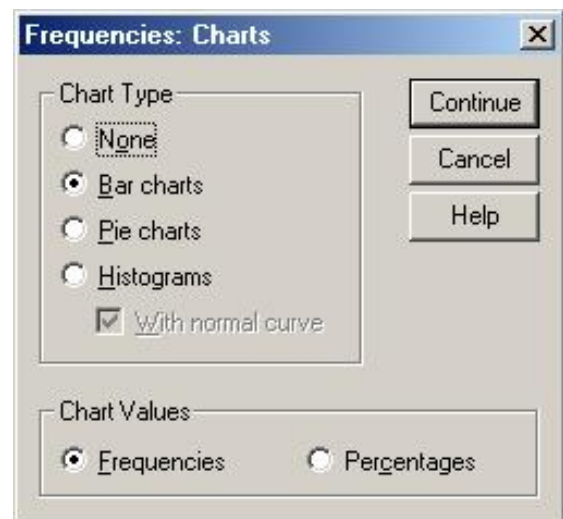 Frequencies: Charts
Chart Type
None
Bar charts
Pie charts
Histograms
With normal curve
Continue
Cancel
Help
Chart Values
Frequencies
Percentages